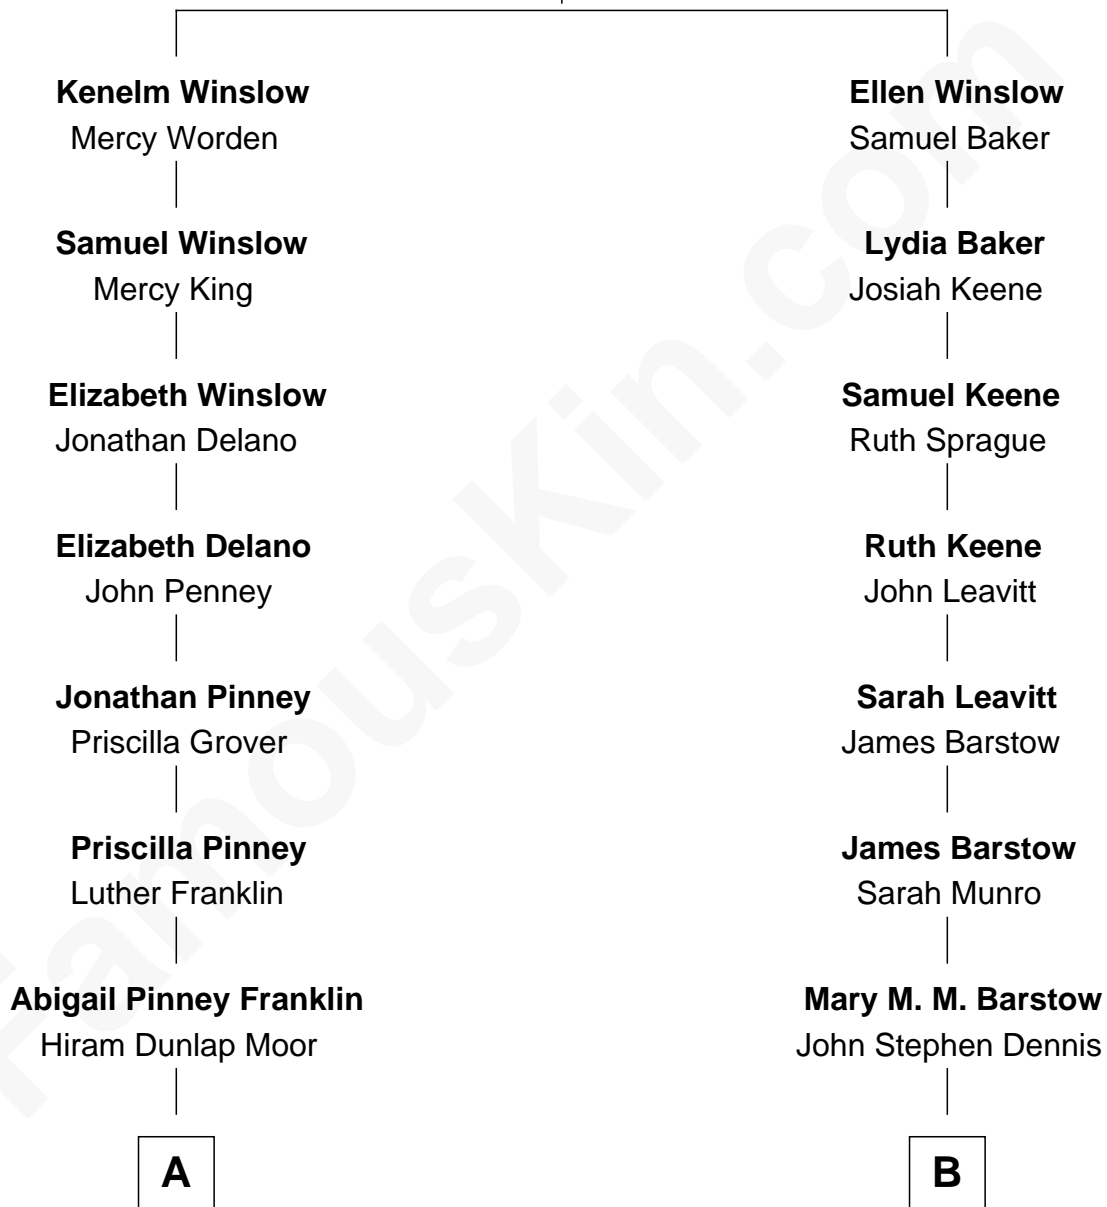 Kenelm Winslow
Mercy Worden
Samuel Winslow
Mercy King
Elizabeth Winslow
Jonathan Delano
Elizabeth Delano
John Penney
Jonathan Pinney
Priscilla Grover
Priscilla Pinney
Luther Franklin
Abigail Pinney Franklin
Hiram Dunlap Moor
A
Ellen Winslow
Samuel Baker
Lydia Baker
Josiah Keene
Samuel Keene
Ruth Sprague
Ruth Keene
John Leavitt
Sarah Leavitt
James Barstow
James Barstow
Sarah Munro
Mary M. M. Barstow
John Stephen Dennis
B
FamousKin.com